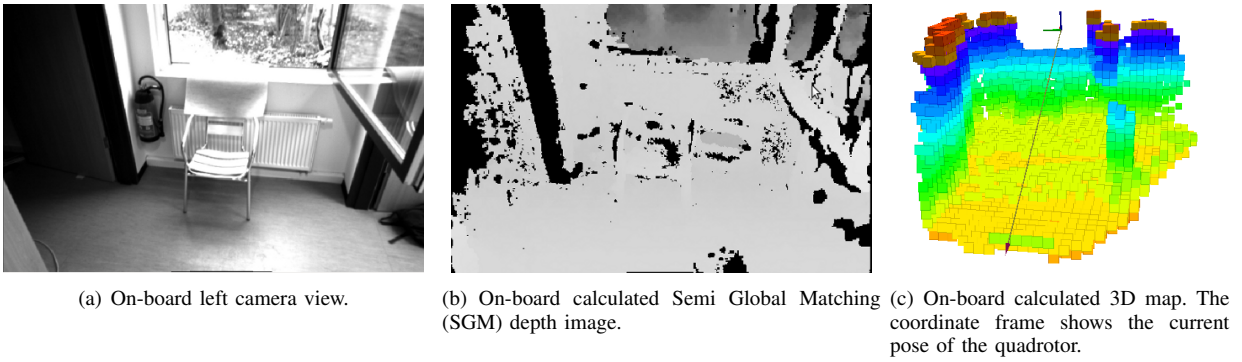 (a) On-board left camera view.
(b) On-board calculated Semi Global Matching
(SGM) depth image.
(c) On-board calculated 3D map. The
coordinate frame shows the current
pose of the quadrotor.